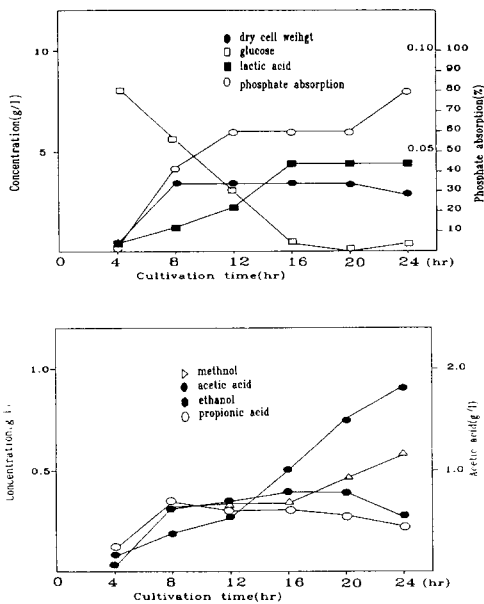 10
5
0
Concentration(g/l)
dry cell weihgt
glucose
lactic acid
phosphate absorption
0.10
0.05
100
90
80
70
60
50
40
30
20
10
Phosphate absorption(%)
4 8 12 16 20 24 (hr)
Cultivation time(hr)
1.0
0.5
methnol
acetic acid
ethanol
propionic acid
2.0
1.0
Acetic acid(g/l)
0 4 8 12 16 20 24 (hr)
Cultivation time(hr)